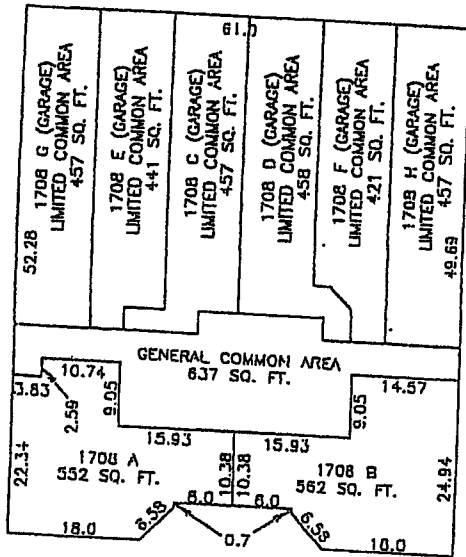 61.0
1708 G (GARAGE)
LIMITED COMMON AREA
457 SQ. FT.
1708 E (GARAGE)
LIMITED COMMON AREA
441 SQ. FT.
1708 C (GARAGE)
LIMITED COMMON AREA
457 SQ. FT.
1708 D (GARAGE)
LIMITED COMMON AREA
458 SQ. FT.
1708 F (GARAGE)
LIMITED COMMON AREA
421 SQ. FT.
1708 H (GARAGE)
LIMITED COMMON AREA
457 SQ. FT.
52.28
49.69
GENERAL COMMON AREA
637 SQ. FT.
10.74
3.83
2.59
9.05
9.05
14.57
15.93
15.93
22.34
1708 A
552 SQ. FT.
10.38
10.38
1708 B
562 SQ. FT.
24.94
6.0
6.0
6.58
6.58
0.7
18.0
18.0